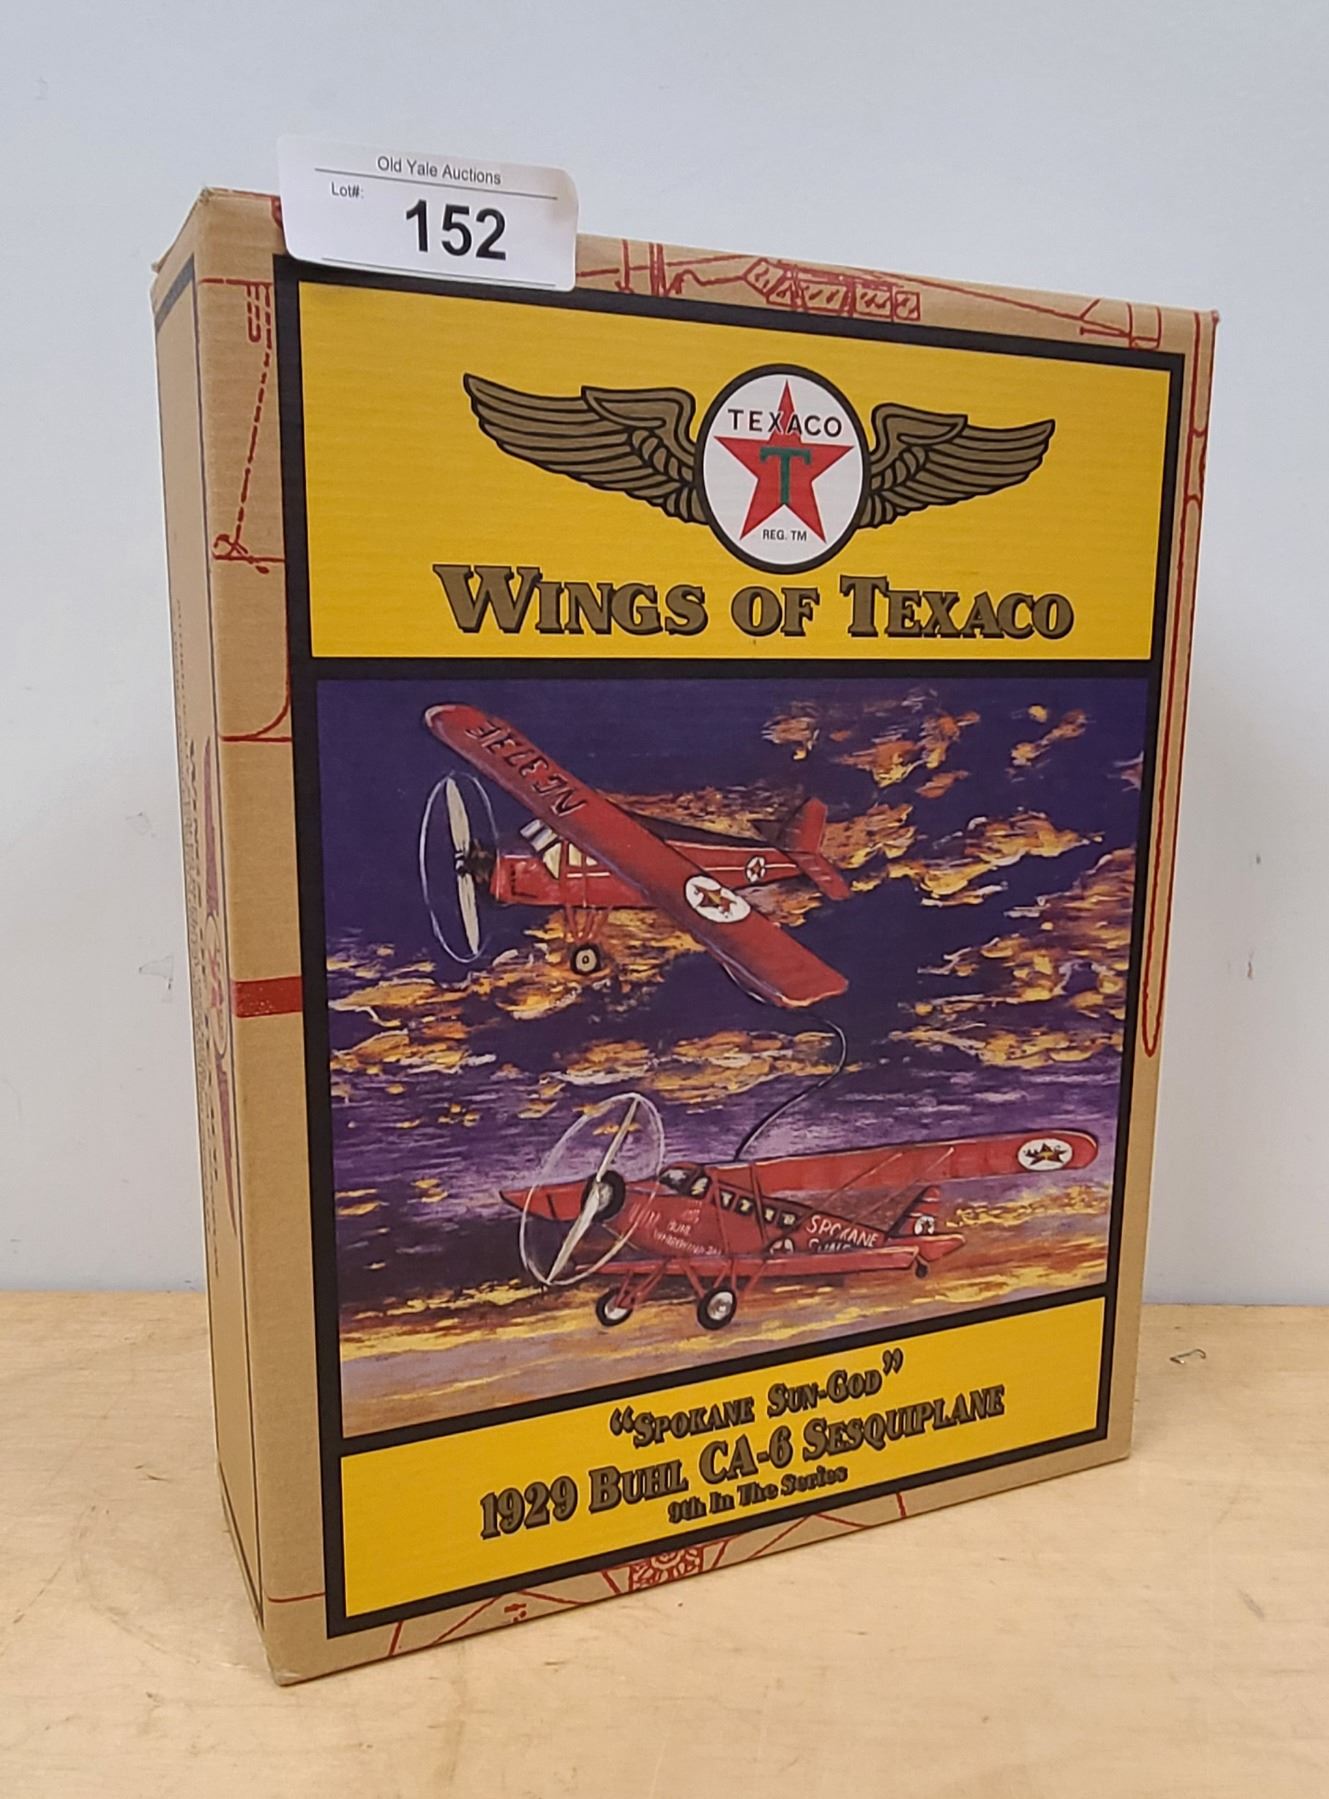 Old Yale Auctions
Lot#:
152
TEXACO
T
REG. TM
WINGS OF TEXACO
NC3733E
SPOKANE
"SPOKANE SUN-GOD"
1929 BUHL CA-6 SESQUIPLANE
9th In The Series